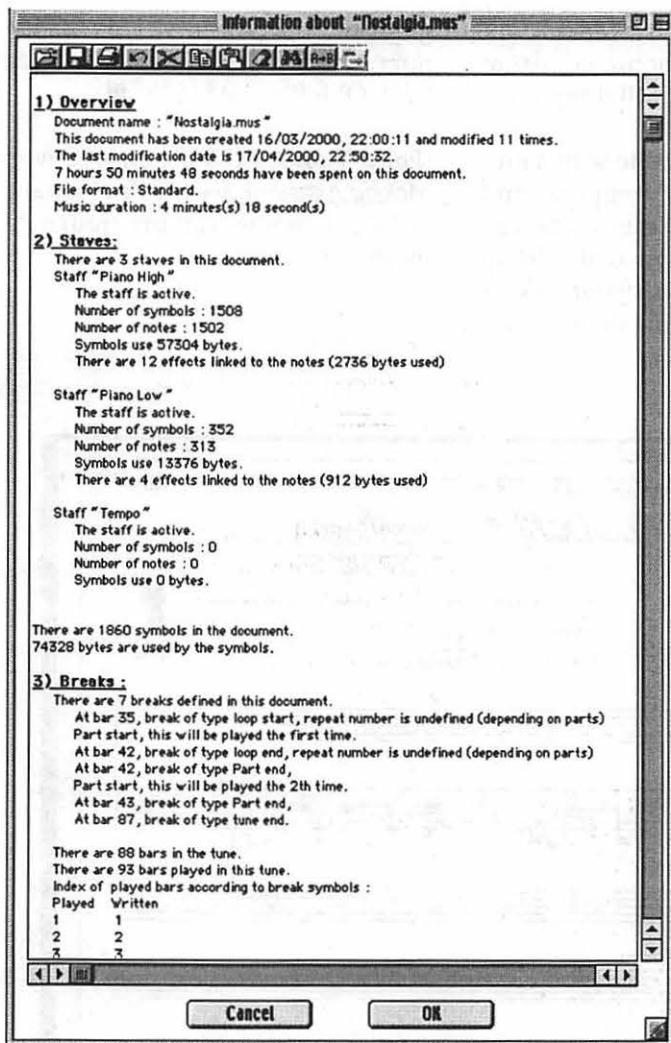 Information about “Nostalgia.mus”
A→B
1) Overview
Document name : "Nostalgia.mus"
This document has been created 16/03/2000, 22:00:11 and modified 11 times.
The last modification date is 17/04/2000, 22:50:32.
7 hours 50 minutes 48 seconds have been spent on this document.
File format : Standard.
Music duration : 4 minutes(s) 18 second(s)
2) Staves:
There are 3 staves in this document.
Staff "Piano High"
The staff is active.
Number of symbols : 1508
Number of notes : 1502
Symbols use 57304 bytes.
There are 12 effects linked to the notes (2736 bytes used)
Staff "Piano Low"
The staff is active.
Number of symbols : 352
Number of notes : 313
Symbols use 13376 bytes.
There are 4 effects linked to the notes (912 bytes used)
Staff "Tempo"
The staff is active.
Number of symbols : 0
Number of notes : 0
Symbols use 0 bytes.
There are 1860 symbols in the document.
74328 bytes are used by the symbols.
3) Breaks :
There are 7 breaks defined in this document.
At bar 35, break of type loop start, repeat number is undefined (depending on parts)
Part start, this will be played the first time.
At bar 42, break of type loop end, repeat number is undefined (depending on parts)
At bar 42, break of type Part end,
Part start, this will be played the 2th time.
At bar 43, break of type Part end,
At bar 87, break of type tune end.
There are 88 bars in the tune.
There are 93 bars played in this tune.
Index of played bars according to break symbols :
Played Written
1 1
2 2
3 3
Cancel OK